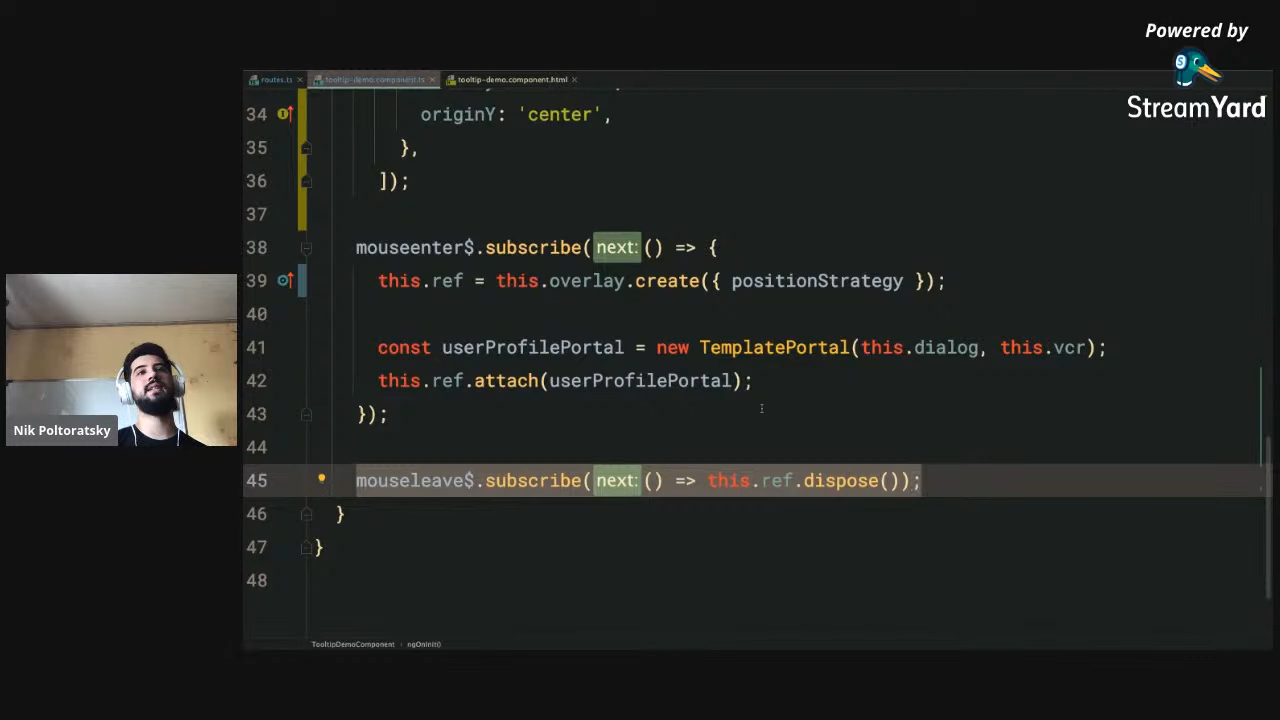 Powered by
StreamYard
routes.ts
tooltip-demo.component.ts
tooltip-demo.component.html
34 originY: 'center',
35 },
36 ]);
37
38 mouseenter$.subscribe( next: () => {
39 this.ref = this.overlay.create({ positionStrategy });
40
41 const userProfilePortal = new TemplatePortal(this.dialog, this.vcr);
42 this.ref.attach(userProfilePortal);
43 });
44
45 mouseleave$.subscribe( next: () => this.ref.dispose());
46 }
47 }
48
TooltipDemoComponent › ngOnInit()
Nik Poltoratsky